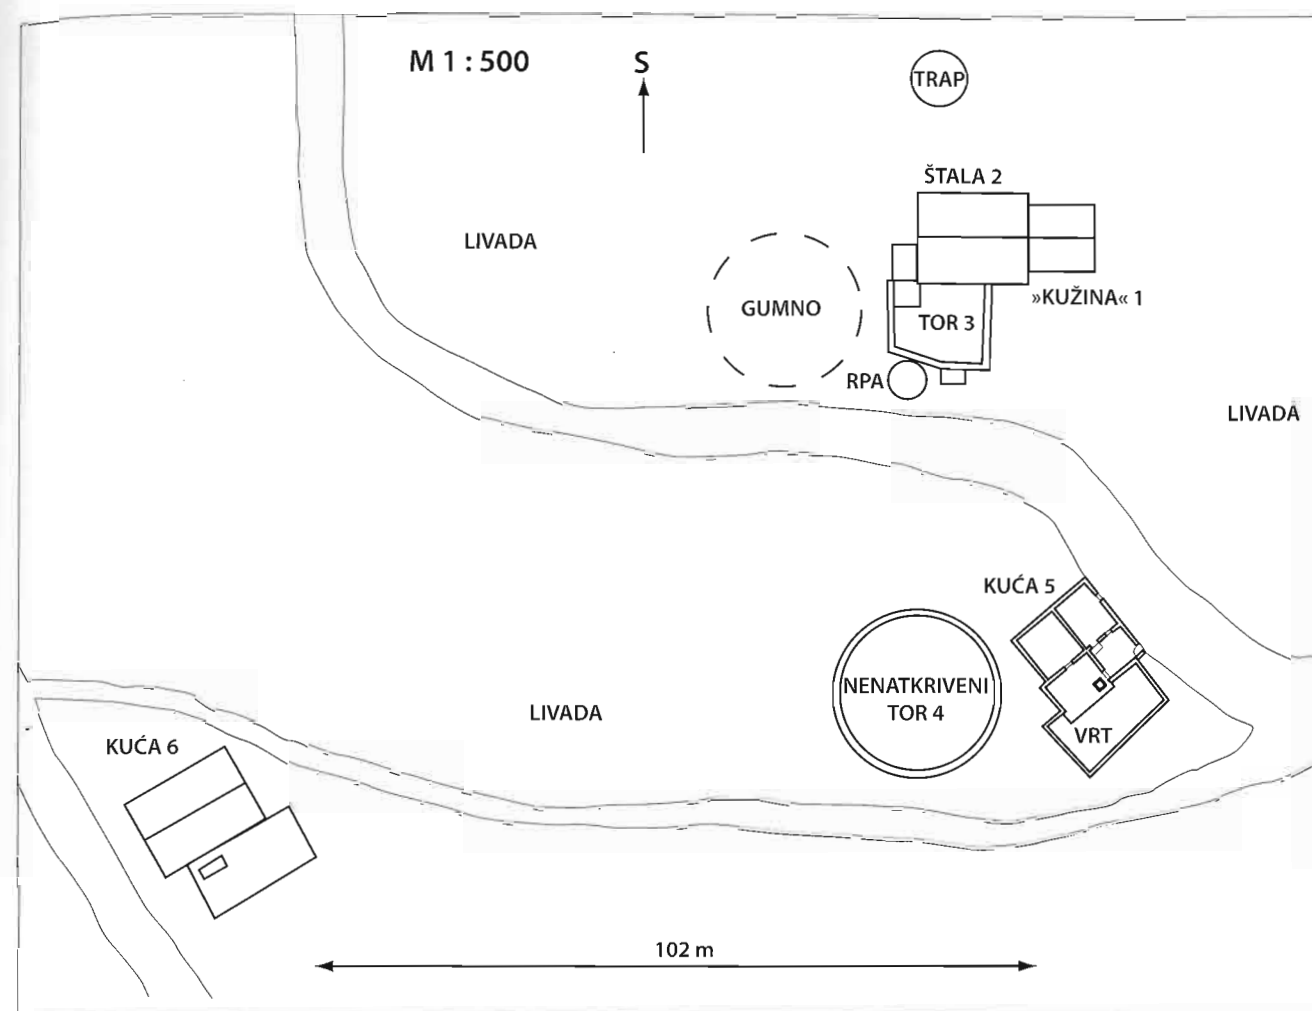 M 1 : 500
S
TRAP
ŠTALA 2
LIVADA
GUMNO
»KUŽINA« 1
TOR 3
RPA
LIVADA
KUĆA 5
NENATKRIVENI
TOR 4
LIVADA
VRT
KUĆA 6
102 m